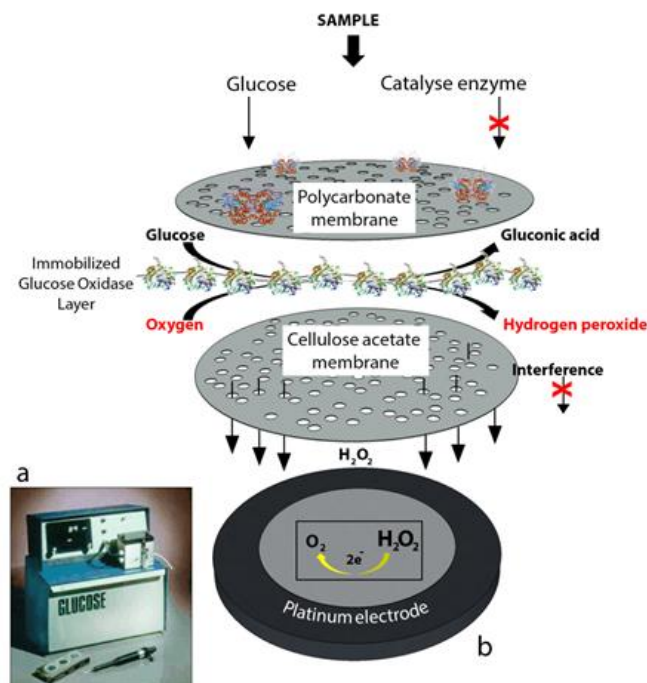 SAMPLE
Glucose
Catalyse enzyme
Polycarbonate
membrane
Glucose
Gluconic acid
Immobilized
Glucose Oxidase
Layer
Oxygen
Hydrogen peroxide
Cellulose acetate
membrane
Interference
H₂O₂
a
GLUCOSE
O₂
2e⁻
H₂O₂
Platinum electrode
b